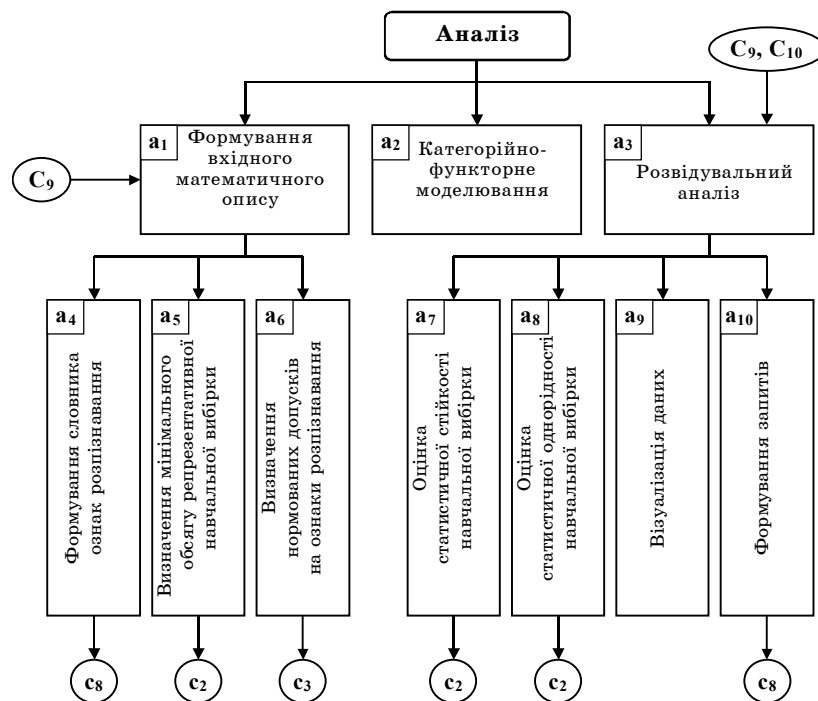 Аналіз
C9, C10
a1
Формування
вхідного
математичного
опису
a2
Категорійно-
функторне
моделювання
a3
Розвідувальний
аналіз
C9
a4
Формування словника
ознак розпізнавання
a5
Визначення мінімального
обсягу репрезентативної
навчальної вибірки
a6
Визначення
нормованих допусків
на ознаки розпізнавання
a7
Оцінка
статистичної стійкості
навчальної вибірки
a8
Оцінка
статистичної однорідності
навчальної вибірки
a9
Візуалізація даних
a10
Формування запитів
c8
c2
c3
c2
c2
c8